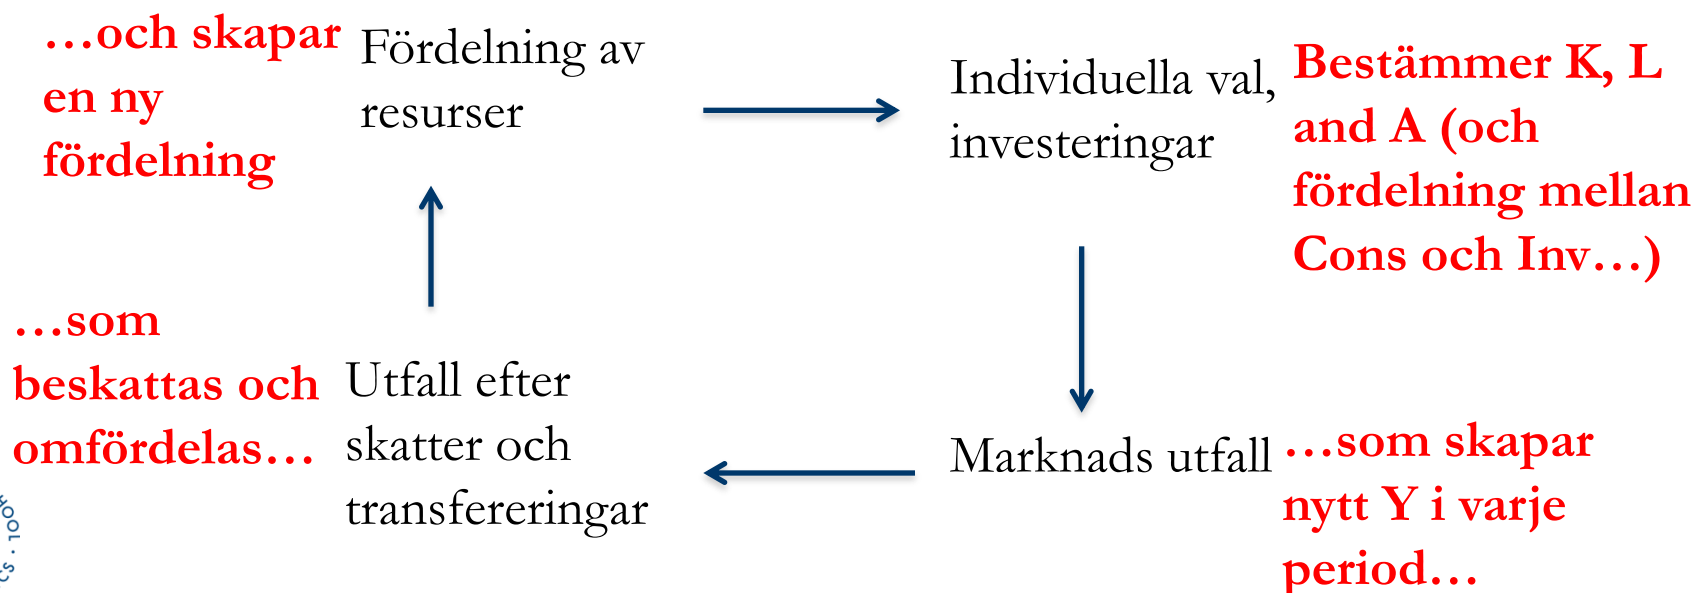 …och skapar
en ny
fördelning
Fördelning av
resurser
Individuella val,
investeringar
Bestämmer K, L
and A (och
fördelning mellan
Cons och Inv…)
…som
beskattas och
omfördelas…
Utfall efter
skatter och
transfereringar
Marknads utfall
…som skapar
nytt Y i varje
period…